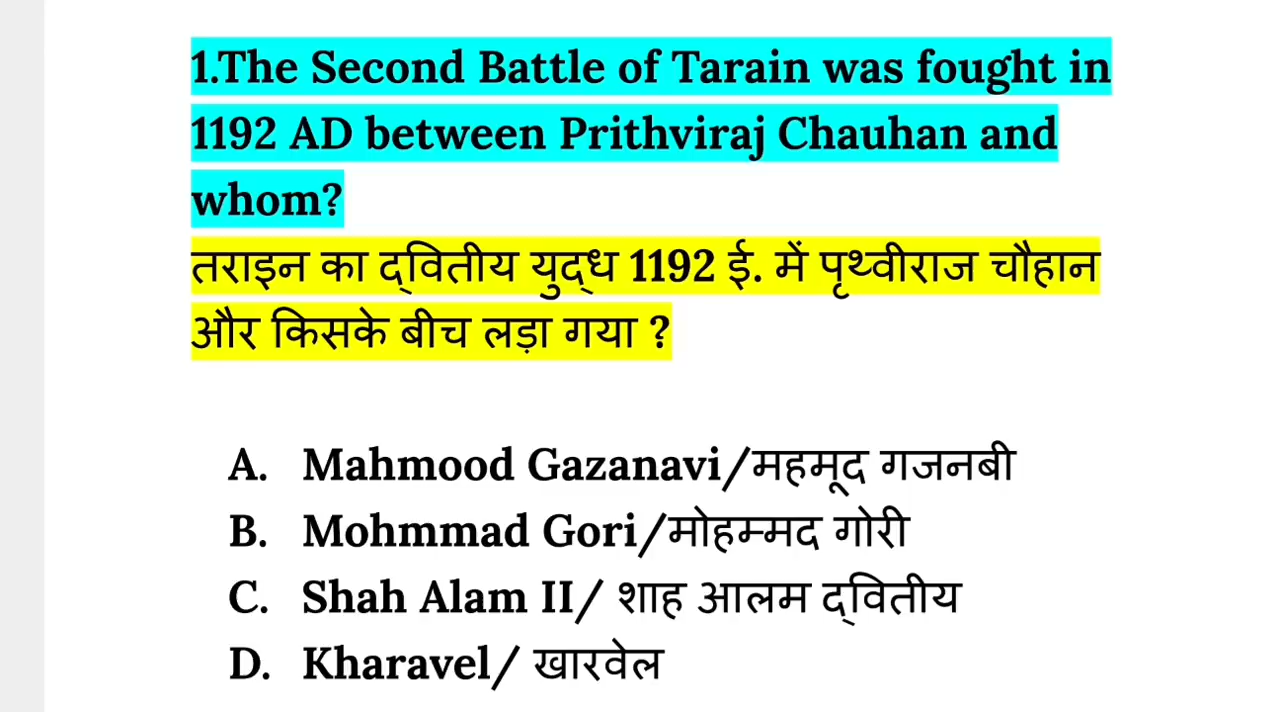 1.The Second Battle of Tarain was fought in
1192 AD between Prithviraj Chauhan and
whom?
तराइन का द्वितीय युद्ध 1192 ई. में पृथ्वीराज चौहान
और किसके बीच लड़ा गया ?
A. Mahmood Gazanavi/महमूद गजनबी
B. Mohmmad Gori/मोहम्मद गोरी
C. Shah Alam II/ शाह आलम द्वितीय
D. Kharavel/ खारवेल